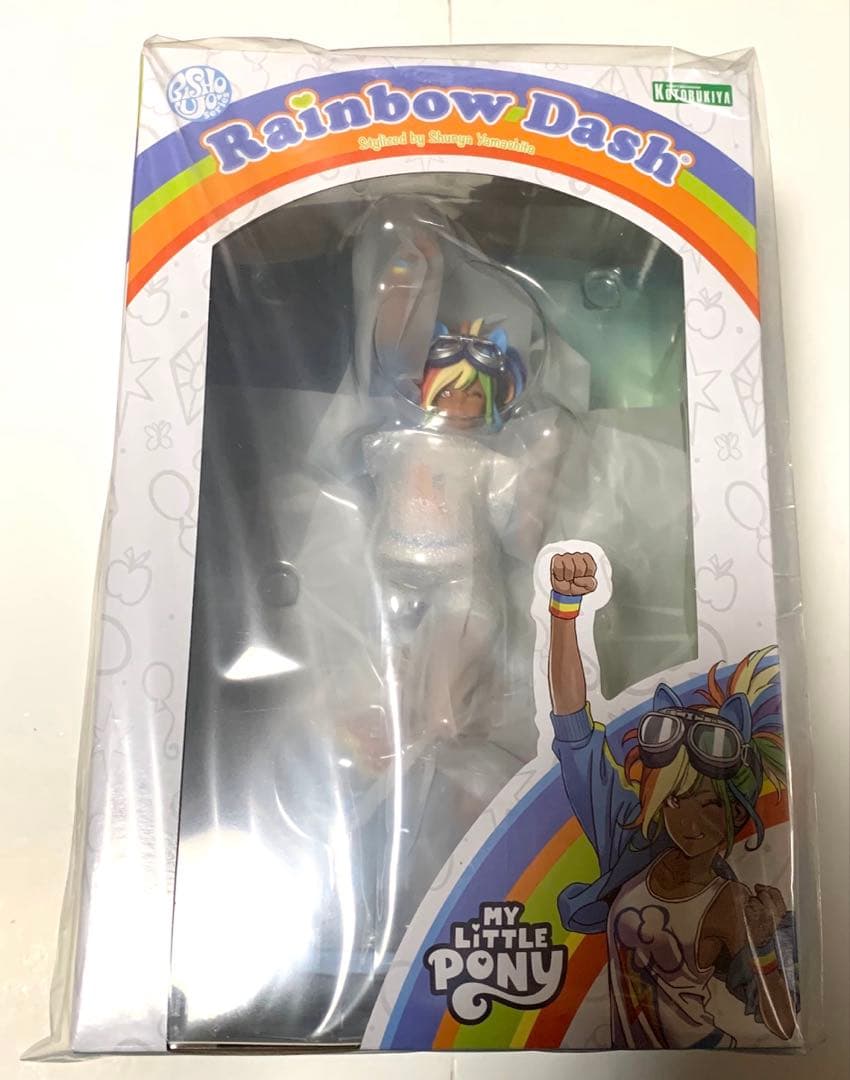 BISHOUJO series
KOTOBUKIYA
Rainbow Dash
Stylized by Shunya Yamashita
MY
LiTTLE
PONY